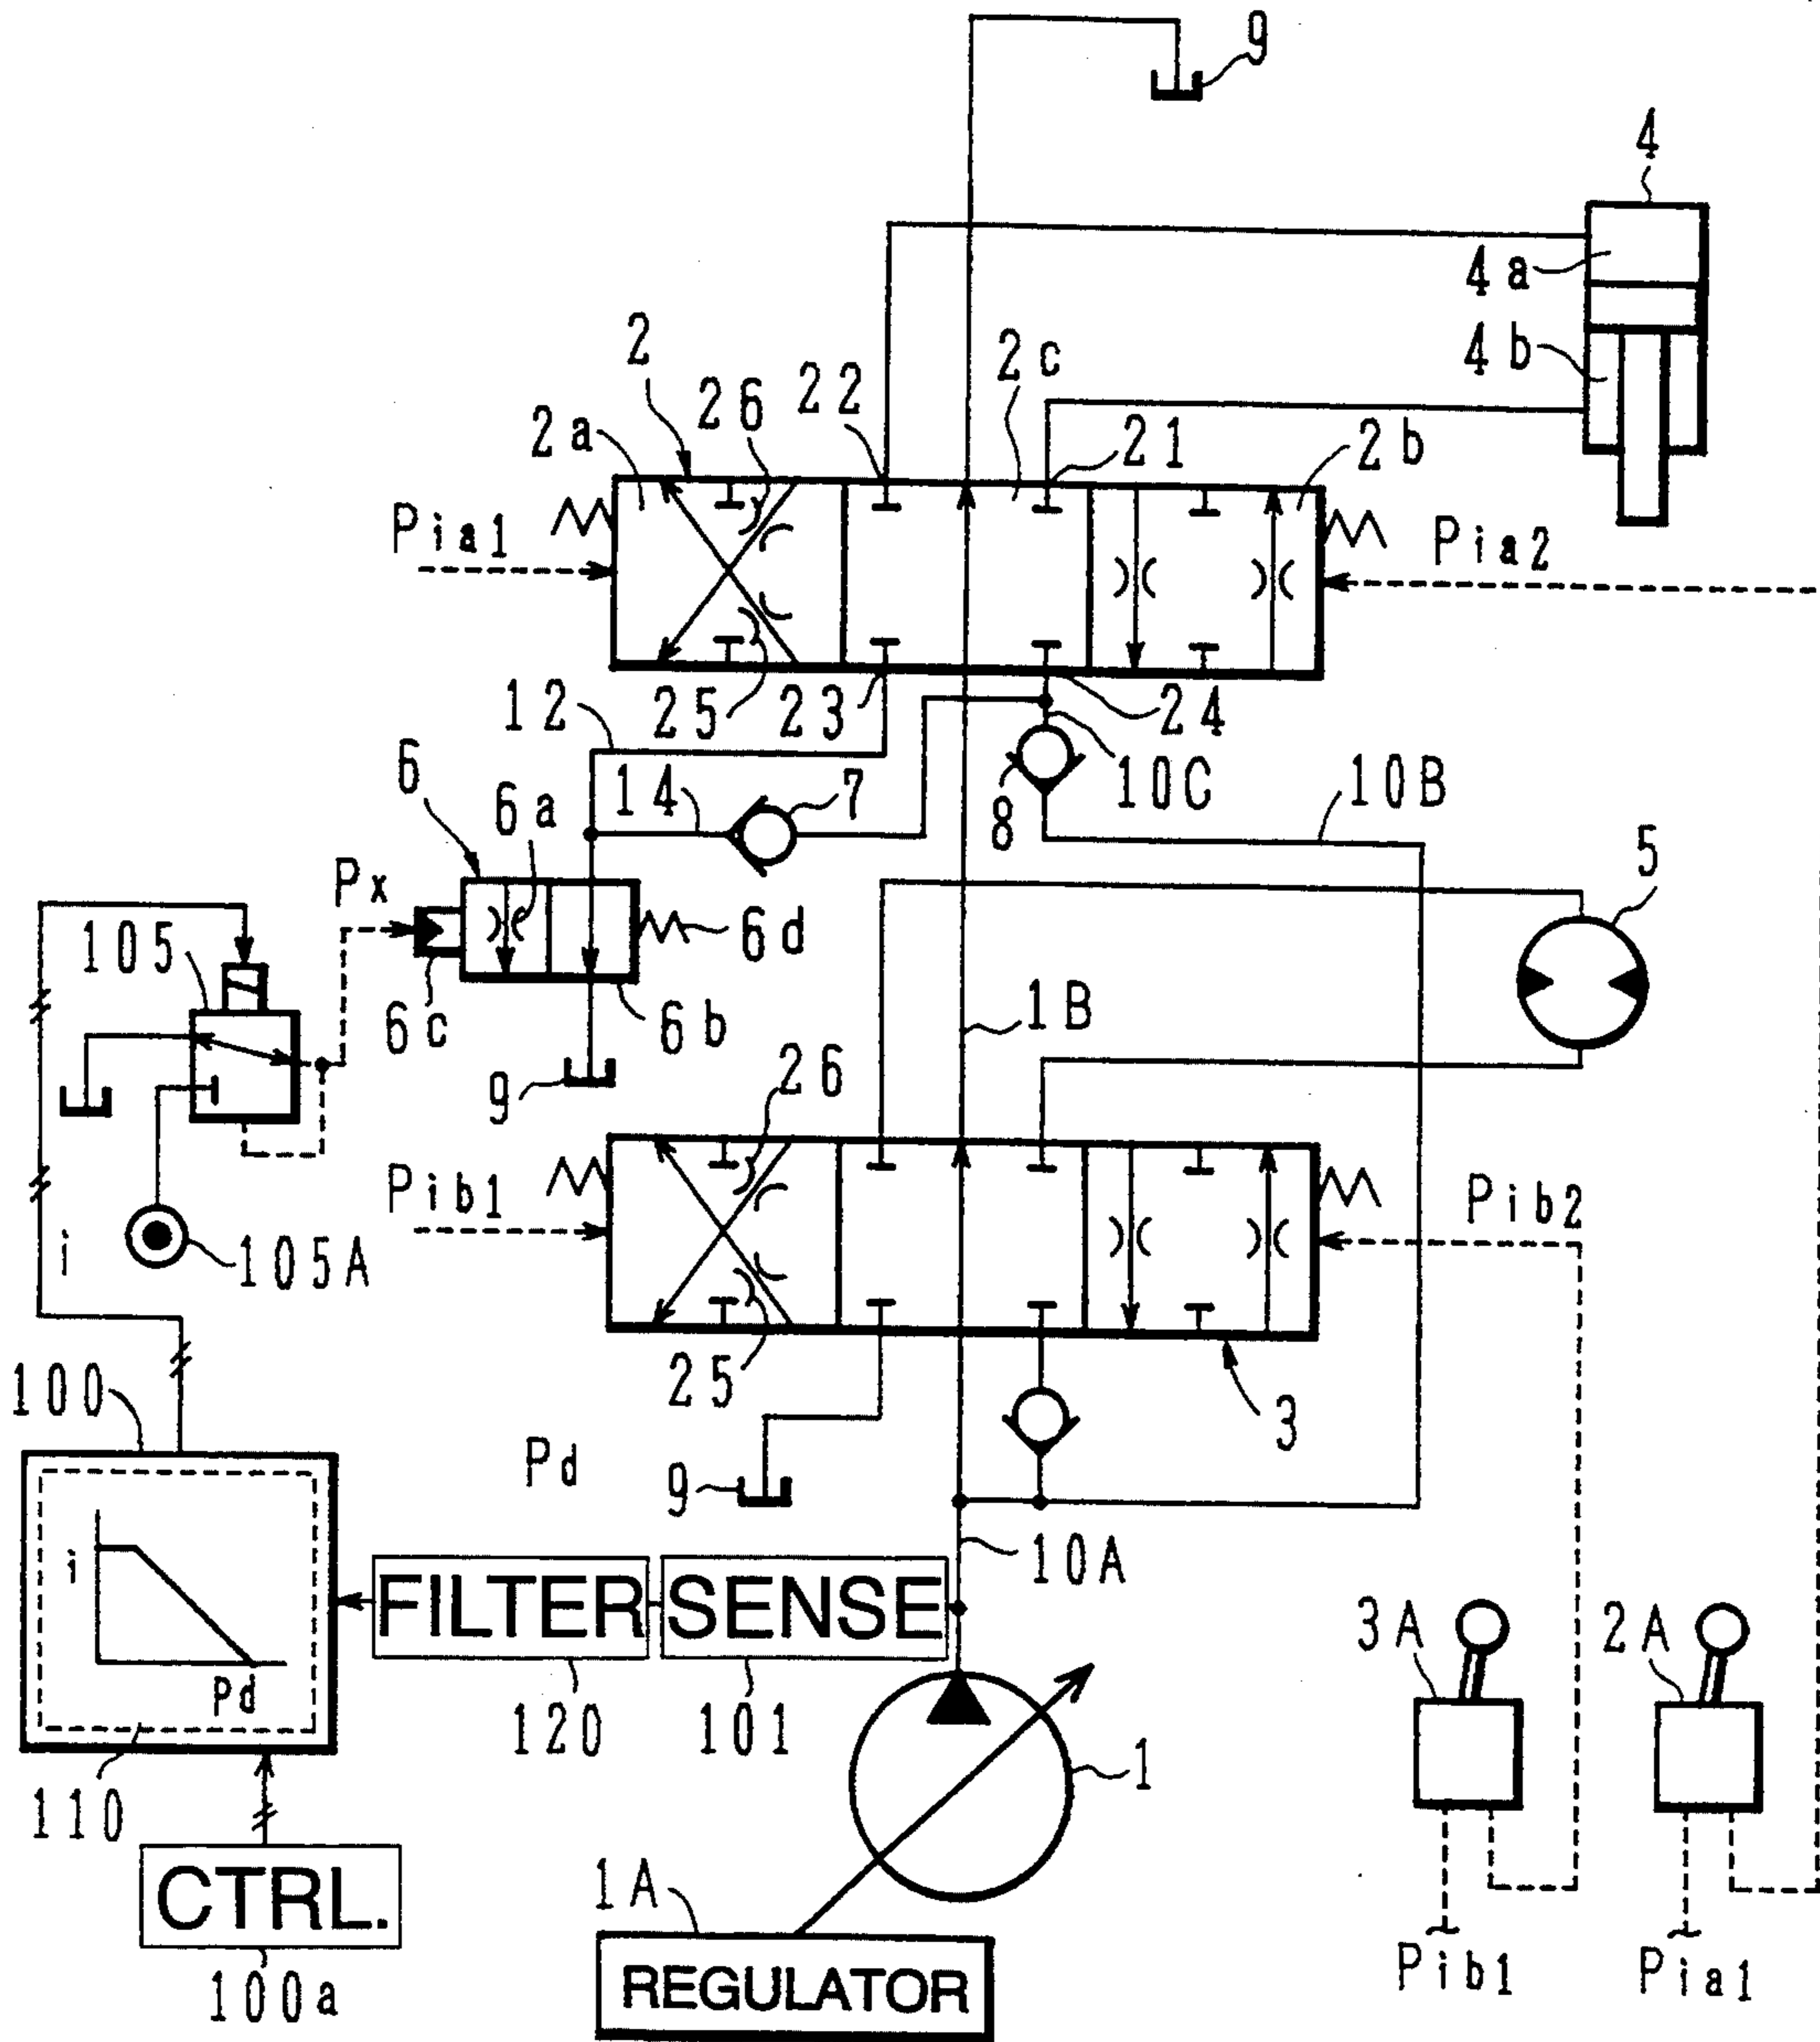 9
4
4a
2
2c
4b
26
22
2a
21
2b
Pia1
Pia2
12
25
23
24
6
14
7
10C
10B
6a
8
5
Px
6d
105
6c
6b
1B
9
26
Pib1
Pib2
i
105A
25
100
3
Pd
9
10A
i
FILTER
SENSE
3A
2A
Pd
120
101
1
110
CTRL.
1A
100a
REGULATOR
Pib1
Pia1